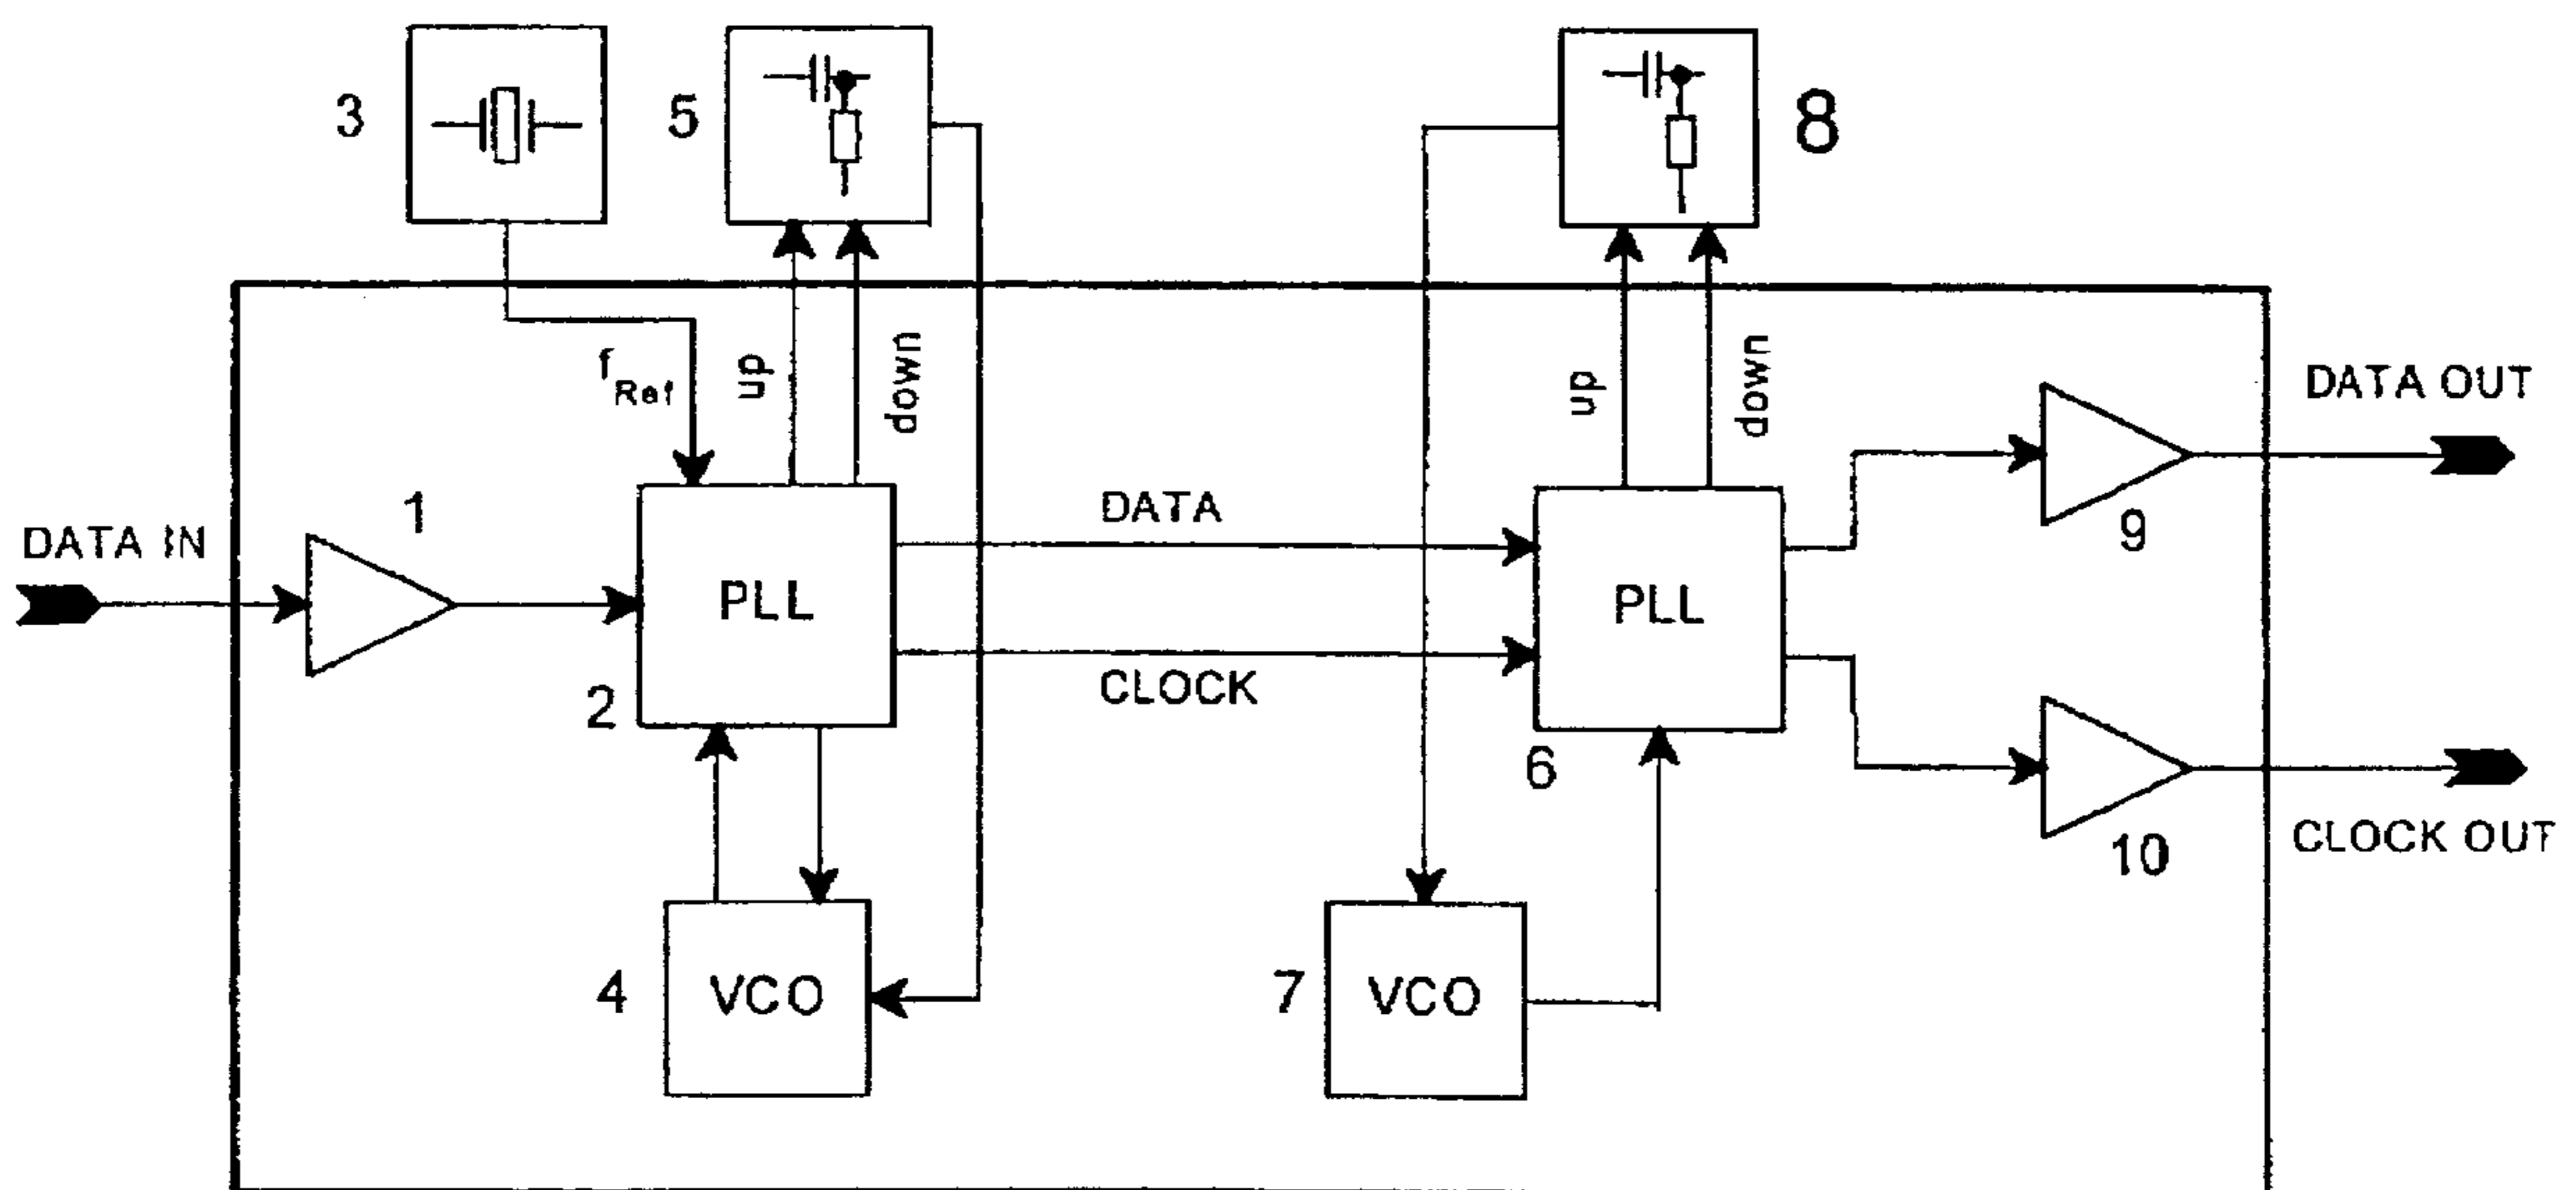 3
5
8
f Ref
up
down
up
down
DATA OUT
DATA IN
1
DATA
9
PLL
PLL
2
CLOCK
6
10
CLOCK OUT
4
VCO
7
VCO